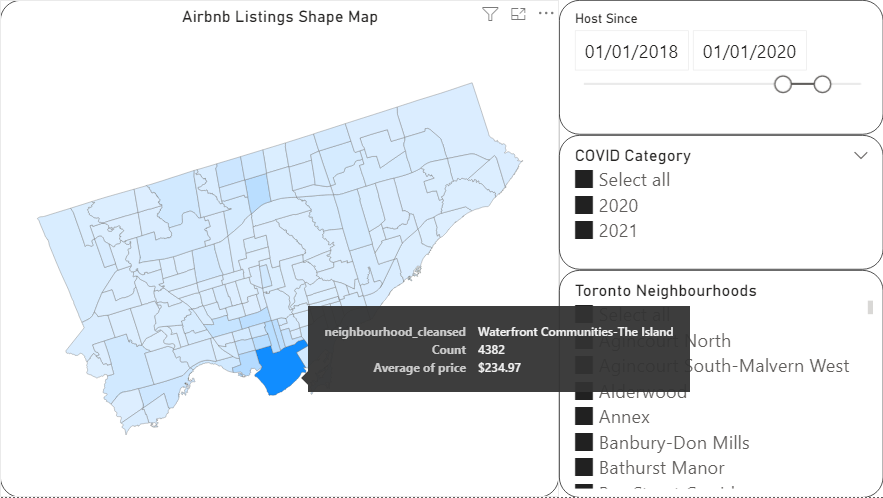 Airbnb Listings Shape Map
Host Since
01/01/2018 01/01/2020
COVID Category
Select all
2020
2021
Toronto Neighbourhoods
Select all
Agincourt North
Agincourt South-Malvern West
Alderwood
Annex
Banbury-Don Mills
Bathurst Manor
neighbourhood_cleansed Waterfront Communities-The Island
Count 4382
Average of price $234.97